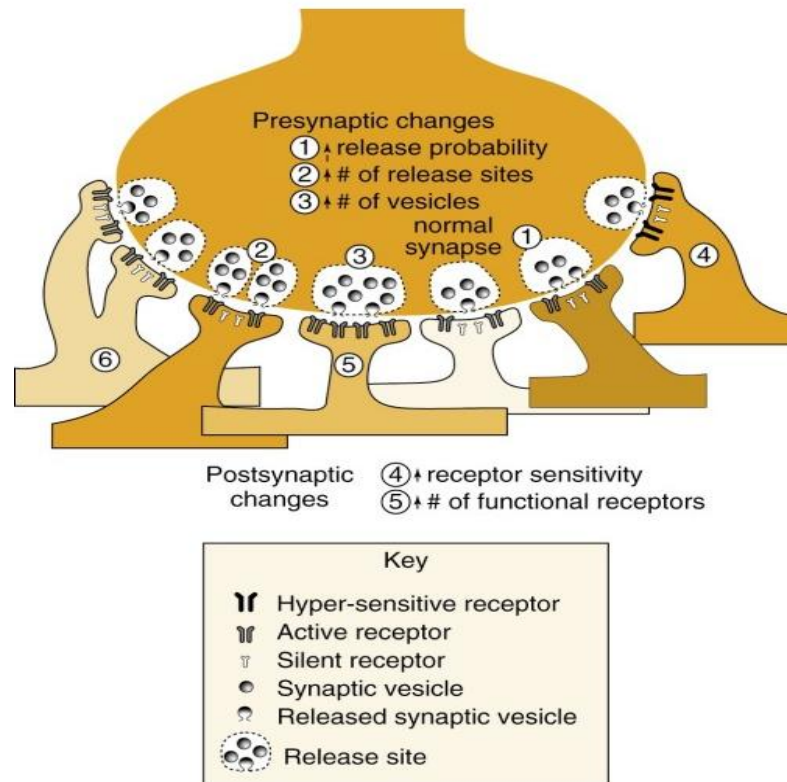 Presynaptic changes
① ↑ release probability
② ↑ # of release sites
③ ↑ # of vesicles
normal
synapse
①
②
③
④
⑤
⑥
Postsynaptic
changes
④ ↑ receptor sensitivity
⑤ ↑ # of functional receptors
Key
Hyper-sensitive receptor
Active receptor
Silent receptor
Synaptic vesicle
Released synaptic vesicle
Release site